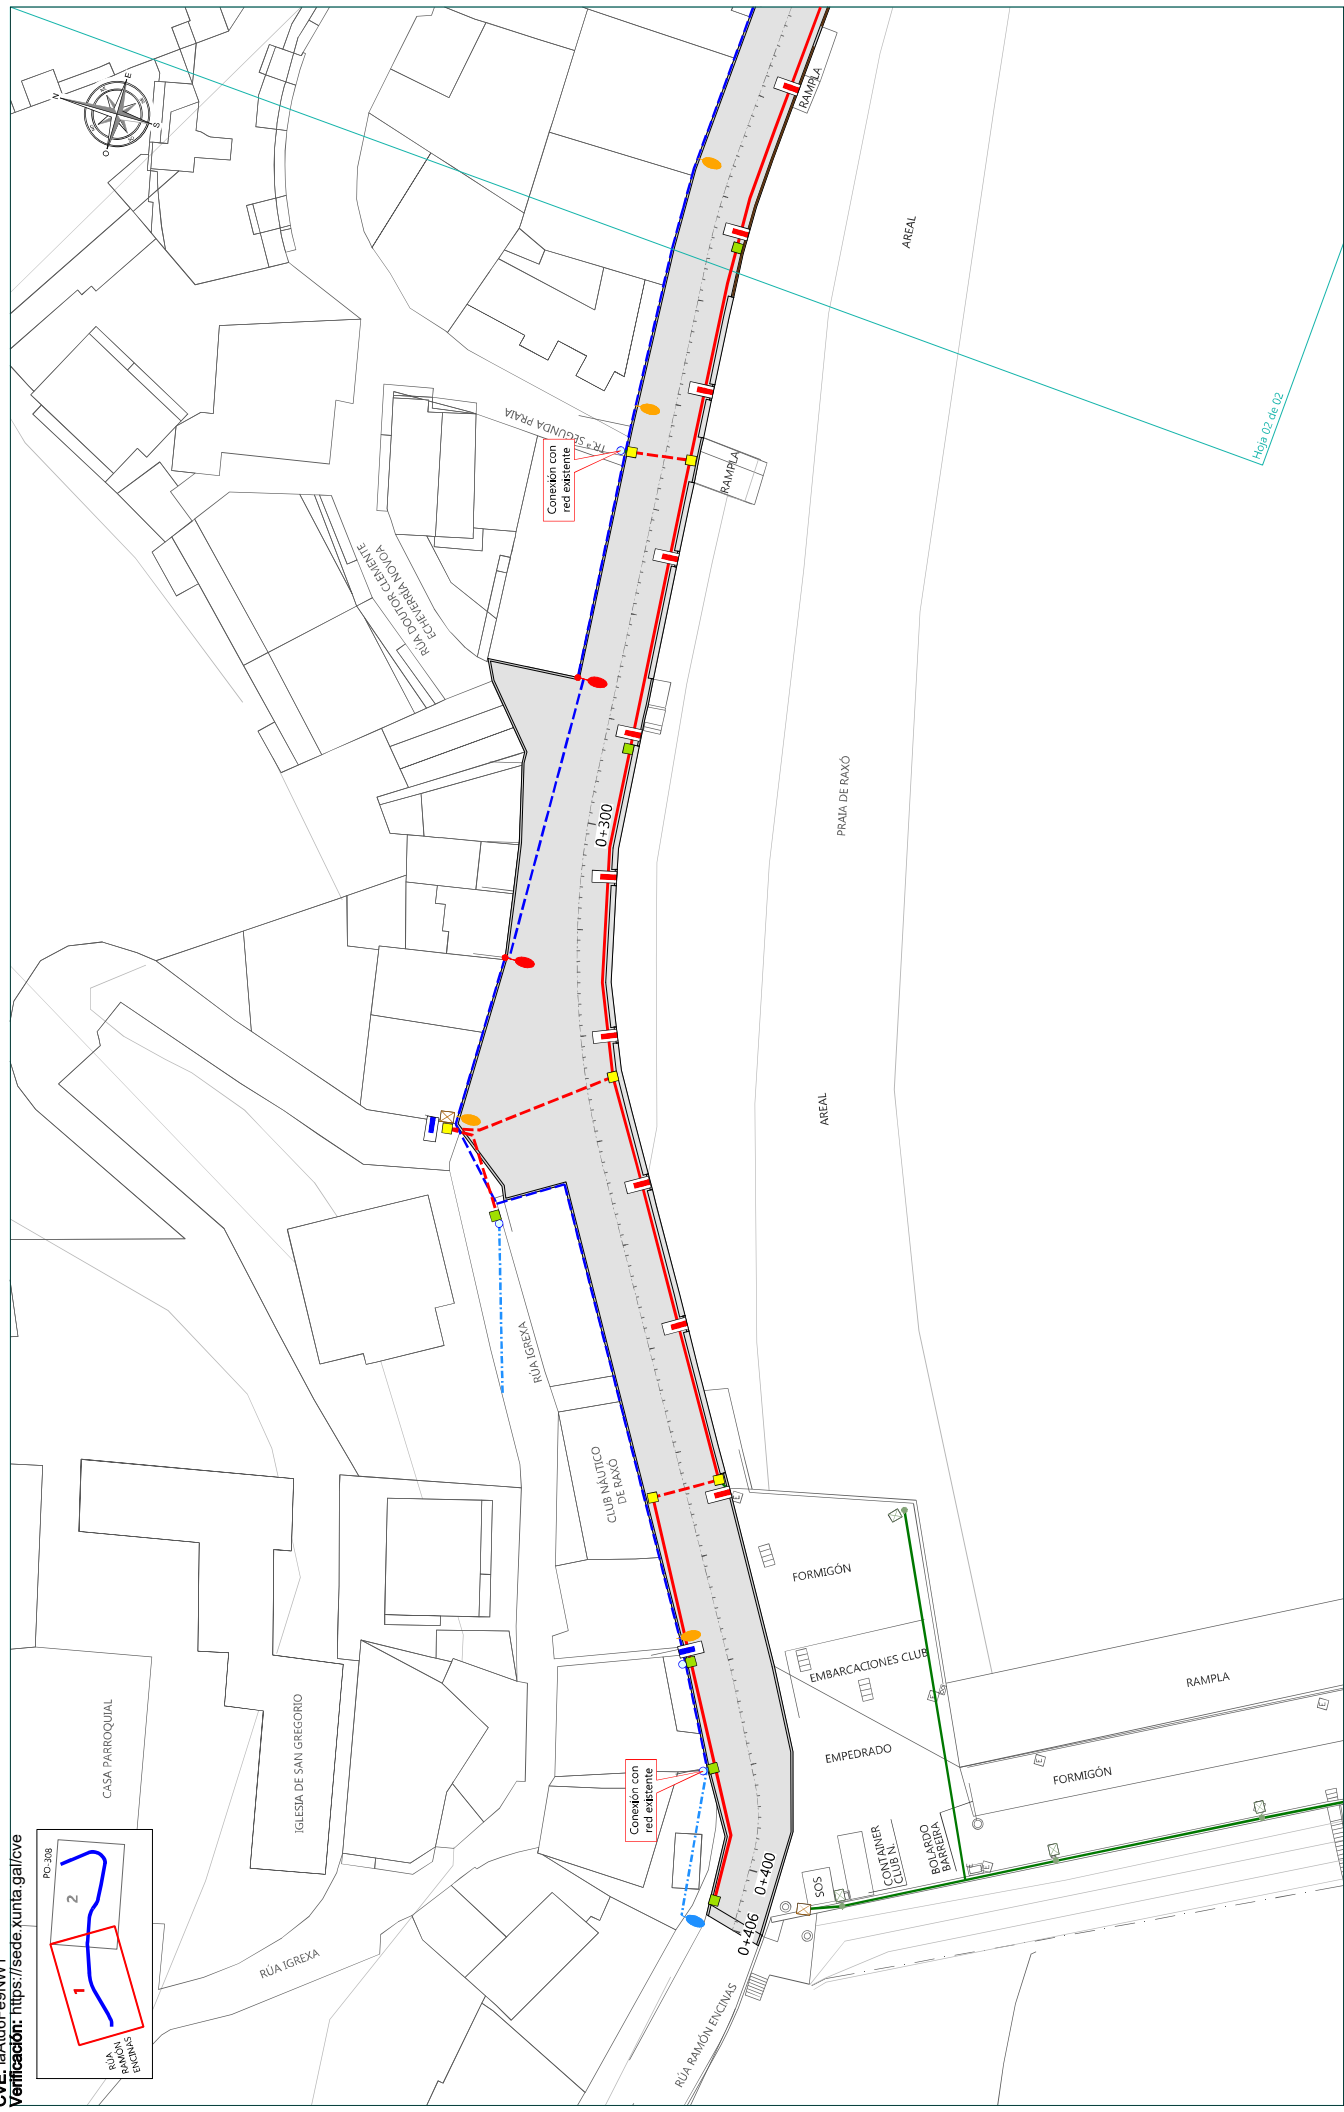 N
E
S
O
RAMPLA
AREAL
TR.ª SEGUNDA PRAIA
Conexión con
red existente
RAMPLA
Hoja 02 de 02
RÚA DOUTOR CLEMENTE
ECHEVERRÍA NOVOA
0+300
PRAIA DE RAXÓ
AREAL
RÚA IGREXA
CLUB NÁUTICO
DE RAXÓ
E
FORMIGÓN
EMBARCACIONES CLUB
E
RAMPLA
E
EMPEDRADO
E
FORMIGÓN
CASA PARROQUIAL
IGLESIA DE SAN GREGORIO
Conexión con
red existente
CONTAINER
CLUB N.
BOLARDO
BARREIRA
E
SOS
0+400
0+406
RÚA IGREXA
RÚA RAMÓN ENCINAS
PO-308
2
1
RÚA
RAMÓN
ENCINAS
Verificación: https://sede.xunta.gal/cve